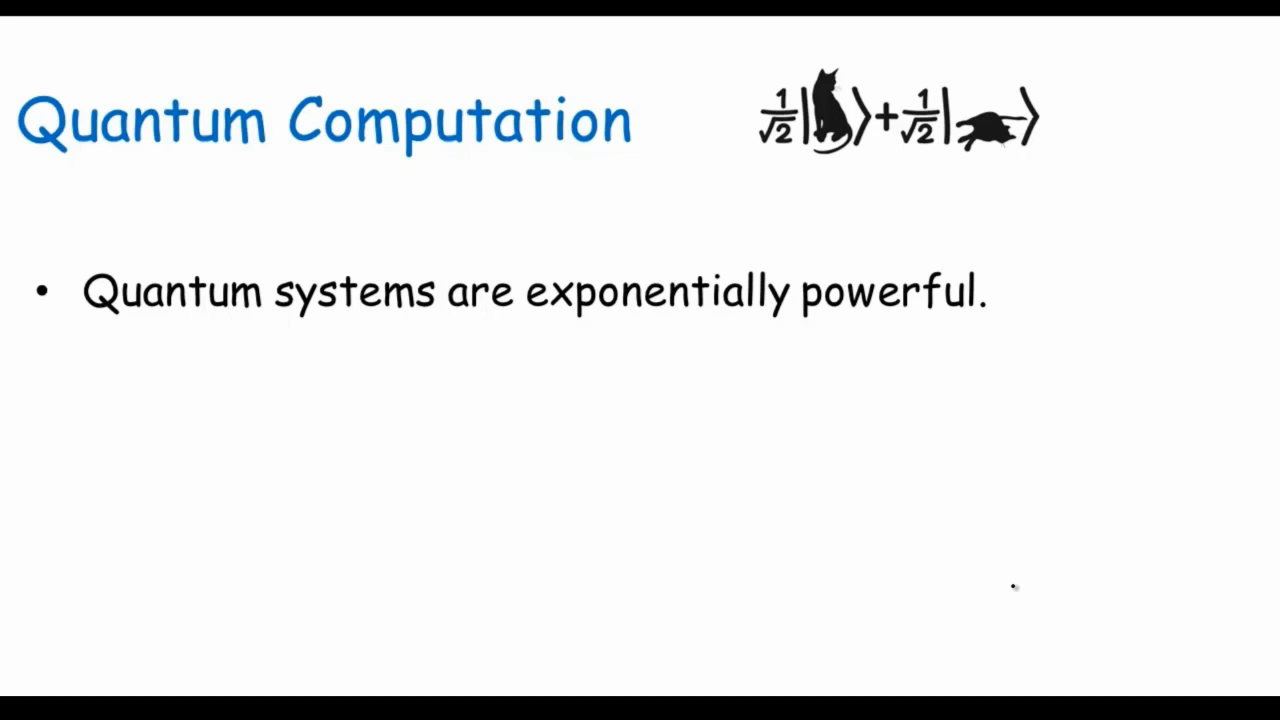 Quantum Computation
1/√2| ⟩+1/√2| ⟩
• Quantum systems are exponentially powerful.